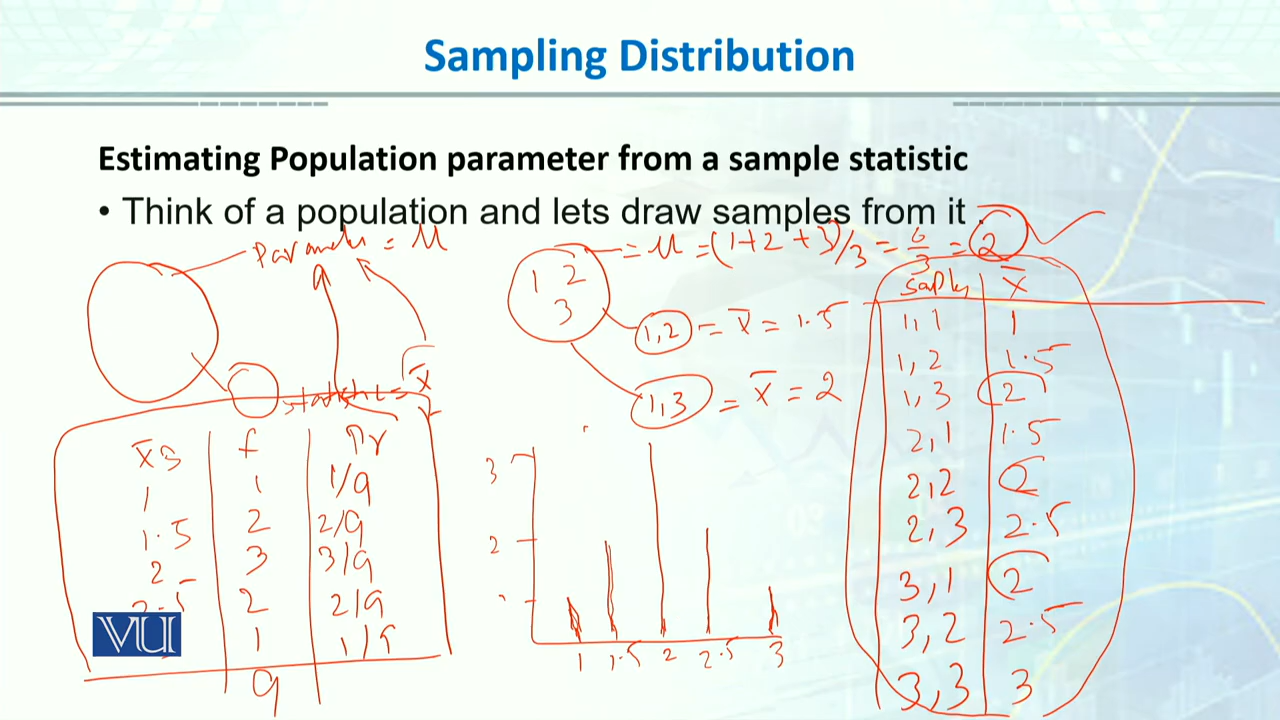 Sampling Distribution
Estimating Population parameter from a sample statistic
• Think of a population and lets draw samples from it .
= μ = (1+2+3)/3 = 6/3 = 2
1 2
3
1,2 = x̄ = 1.5
1,3 = x̄ = 2
x̄
x̄s f Pr
1 1 1/9
1.5 2 2/9
2 3 3/9
2.5 2 2/9
1 1/9
9
3
2
1 1.5 2 2.5 3
x̄
1,1 1
1,2 1.5
1,3 2
2,1 1.5
2,2 2
2,3 2.5
3,1 2
3,2 2.5
3,3 3
VU